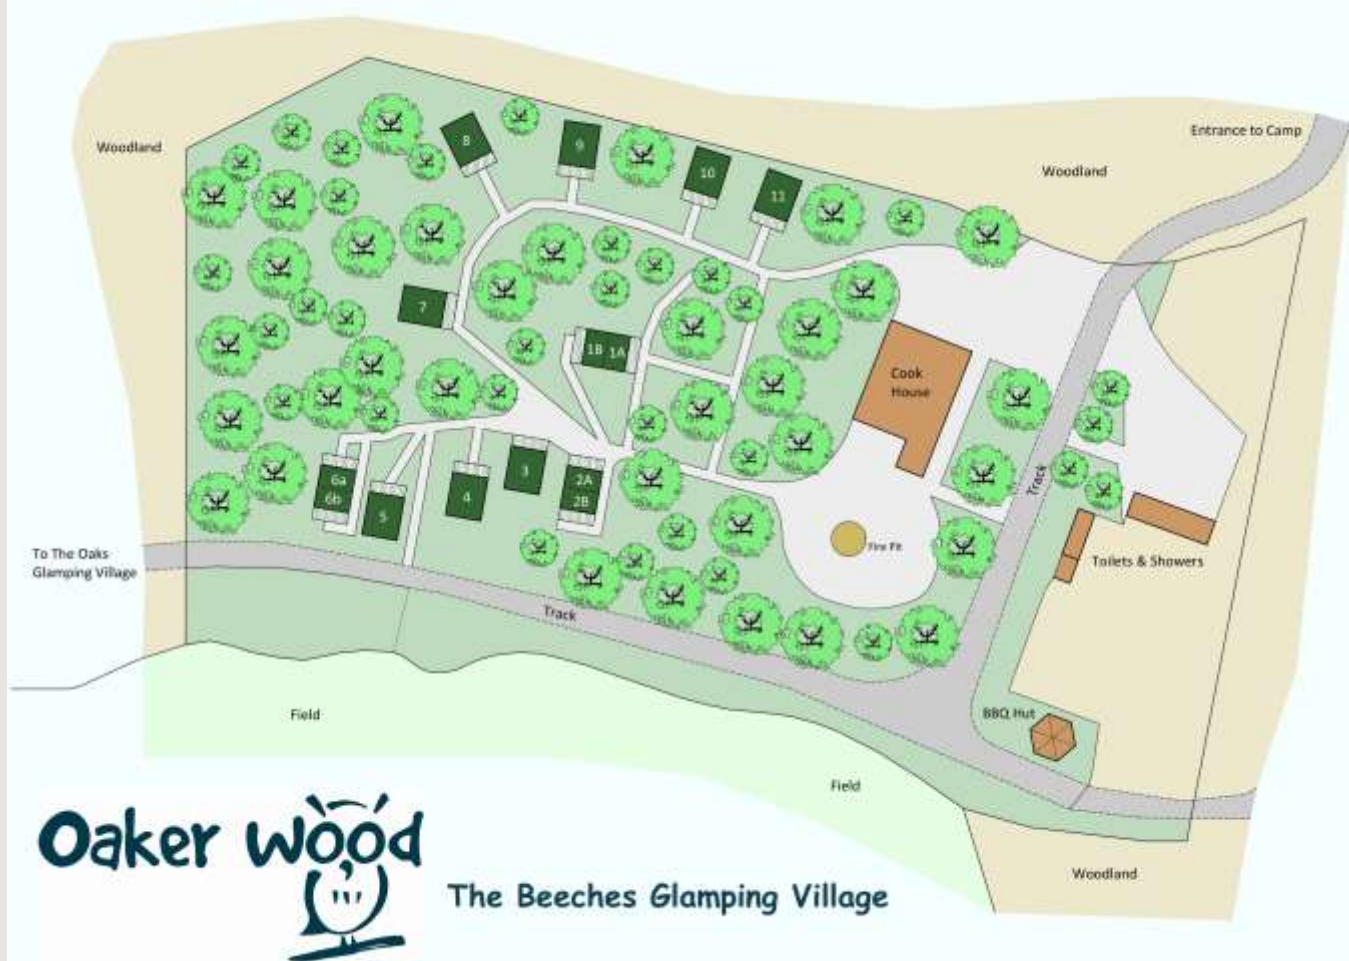 Entrance to Camp
Woodland
Woodland
8
9
10
11
7
1B 1A
Cook
House
6a
6b
5
4
3
2A
2B
Track
Fire Pit
Toilets & Showers
To The Oaks
Glamping Village
Track
BBQ Hut
Field
Field
Woodland
Oaker Wood
The Beeches Glamping Village